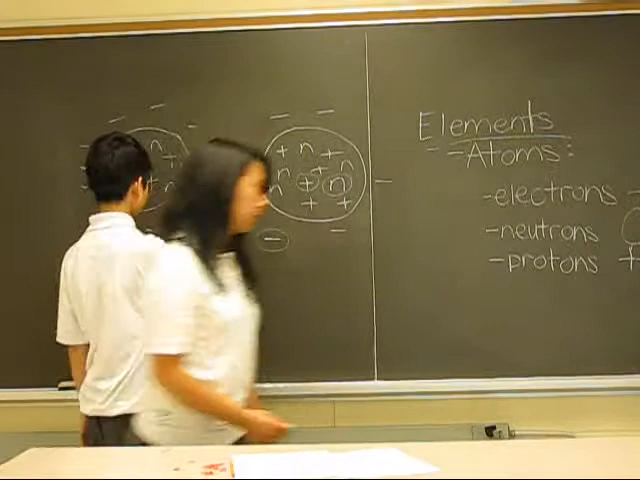 Elements
- Atoms:
- electrons -
- neutrons
- protons +
n
+ n +
n + n
n + n
+ +